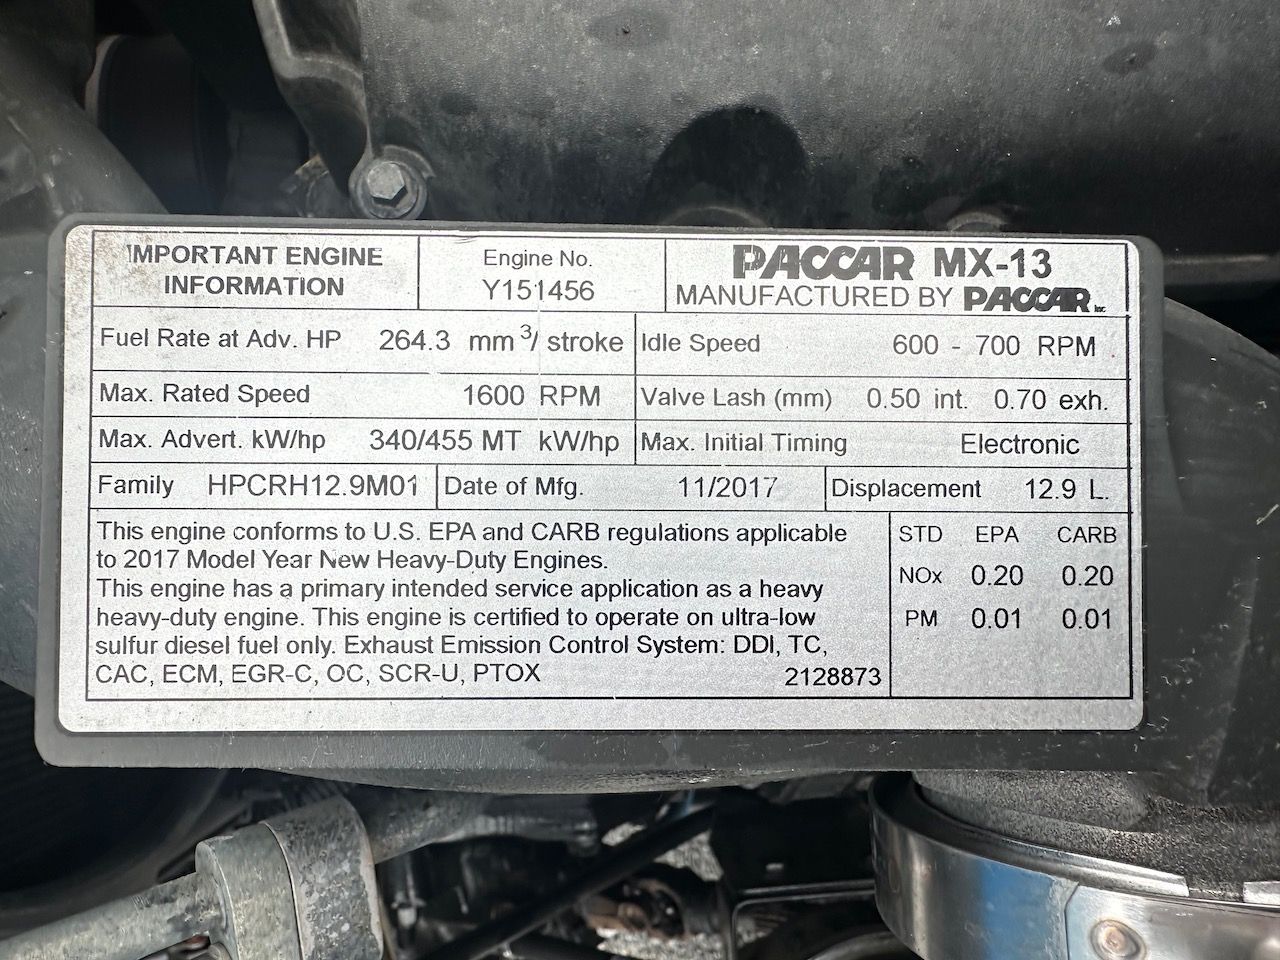 IMPORTANT ENGINE
INFORMATION
Engine No.
Y151456
PACCAR MX-13
MANUFACTURED BY PACCAR Inc
Fuel Rate at Adv. HP 264.3 mm³/ stroke
Idle Speed 600 - 700 RPM
Max. Rated Speed 1600 RPM
Valve Lash (mm) 0.50 int. 0.70 exh.
Max. Advert. kW/hp 340/455 MT kW/hp
Max. Initial Timing Electronic
Family HPCRH12.9M01
Date of Mfg. 11/2017
Displacement 12.9 L.
This engine conforms to U.S. EPA and CARB regulations applicable
to 2017 Model Year New Heavy-Duty Engines.
This engine has a primary intended service application as a heavy
heavy-duty engine. This engine is certified to operate on ultra-low
sulfur diesel fuel only. Exhaust Emission Control System: DDI, TC,
CAC, ECM, EGR-C, OC, SCR-U, PTOX 2128873
STD EPA CARB
NOx 0.20 0.20
PM 0.01 0.01